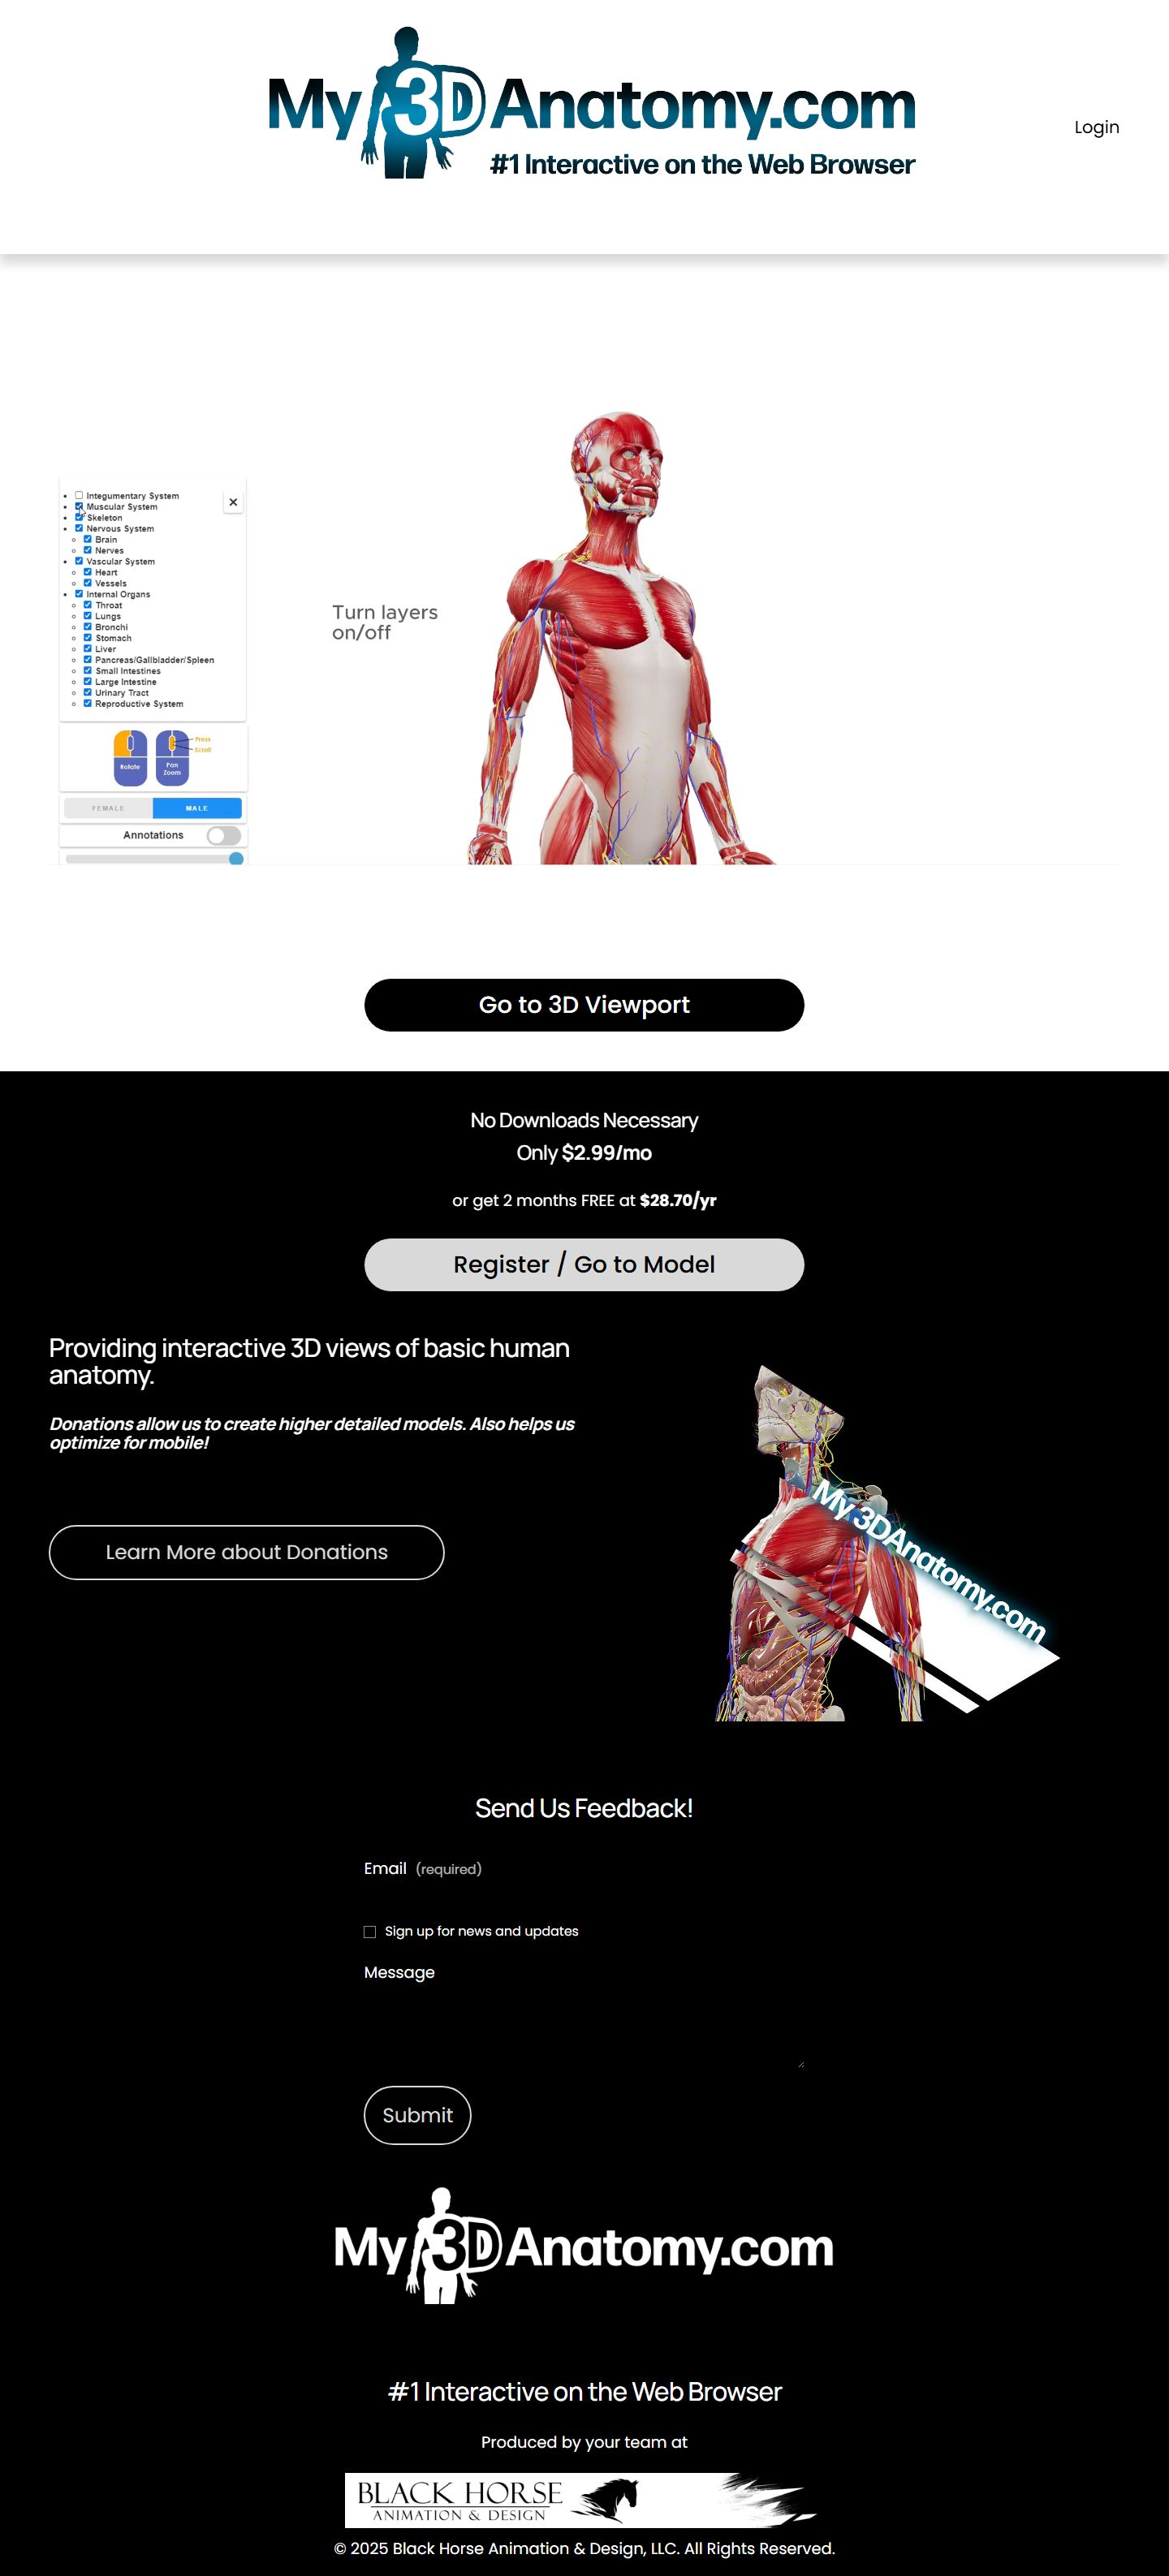 My3DAnatomy.com
#1 Interactive on the Web Browser
Login
Integumentary System
Muscular System
Skeleton
Nervous System
Brain
Nerves
Vascular System
Heart
Vessels
Internal Organs
Throat
Lungs
Bronchi
Stomach
Liver
Pancreas/Gallbladder/Spleen
Small Intestines
Large Intestine
Urinary Tract
Reproductive System
Turn layers
on/off
Press
Scroll
Rotate
Pan
Zoom
FEMALE MALE
Annotations
Go to 3D Viewport
No Downloads Necessary
Only $2.99/mo
or get 2 months FREE at $28.70/yr
Register / Go to Model
Providing interactive 3D views of basic human
anatomy.
Donations allow us to create higher detailed models. Also helps us
optimize for mobile!
Learn More about Donations
My 3DAnatomy.com
Send Us Feedback!
Email (required)
Sign up for news and updates
Message
Submit
My3DAnatomy.com
#1 Interactive on the Web Browser
Produced by your team at
BLACK HORSE
ANIMATION & DESIGN
© 2025 Black Horse Animation & Design, LLC. All Rights Reserved.